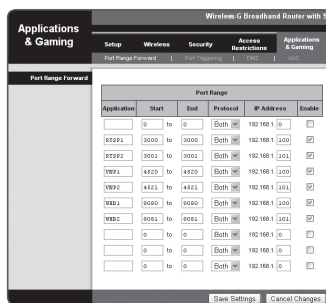 Wireless-G Broadband Router with S
Applications & Gaming
Setup Wireless Security Access Restrictions Applications & Gaming
Port Range Forward | Port Triggering | DMZ | QoS
Port Range Forward
Port Range
Application Start End Protocol IP Address Enable
0 to 0 Both 192.168.1. 0
RTSP1 3000 to 3000 Both 192.168.1. 100
RTSP2 3001 to 3001 Both 192.168.1. 101
VNP1 4520 to 4520 Both 192.168.1. 100
VNP2 4521 to 4521 Both 192.168.1. 101
WEB1 8080 to 8080 Both 192.168.1. 100
WEB2 8081 to 8081 Both 192.168.1. 101
0 to 0 Both 192.168.1. 0
0 to 0 Both 192.168.1. 0
0 to 0 Both 192.168.1. 0
Save Settings Cancel Changes